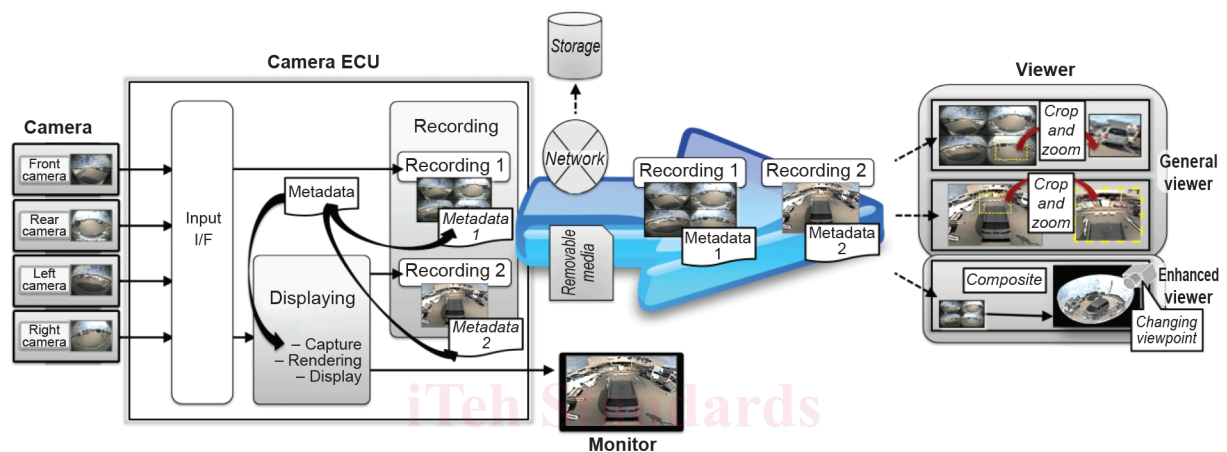 Camera
Front
camera
Rear
camera
Left
camera
Right
camera
Camera ECU
Input
I/F
Metadata
Recording
Recording 1
Metadata
1
Recording 2
Metadata
2
Displaying
– Capture
– Rendering
– Display
Storage
Network
Removable
media
Recording 1
Metadata
1
Recording 2
Metadata
2
Monitor
Viewer
Crop
and
zoom
Crop
and
zoom
General
viewer
Composite
Enhanced
viewer
Changing
viewpoint
iTeh Standards